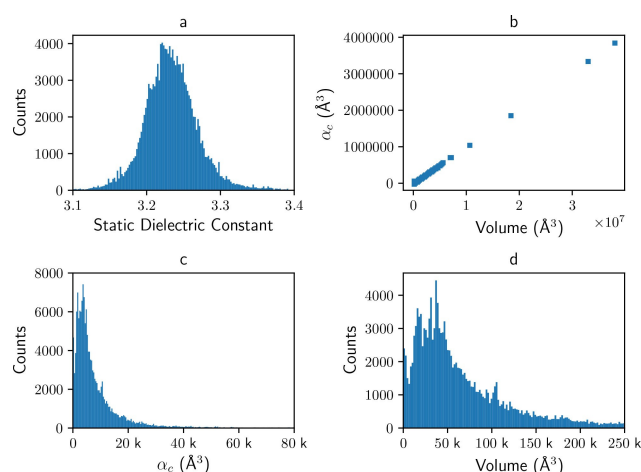 a
4000
3000
2000
1000
0
Counts
3.1
3.2
3.3
3.4
Static Dielectric Constant
b
4000000
3000000
2000000
1000000
0
α_c (Å³)
0
1
2
3
×10⁷
Volume (Å³)
c
8000
6000
4000
2000
0
Counts
0
20 k
40 k
60 k
80 k
α_c (Å³)
d
4000
3000
2000
1000
0
Counts
0
50 k
100 k
150 k
200 k
250 k
Volume (Å³)